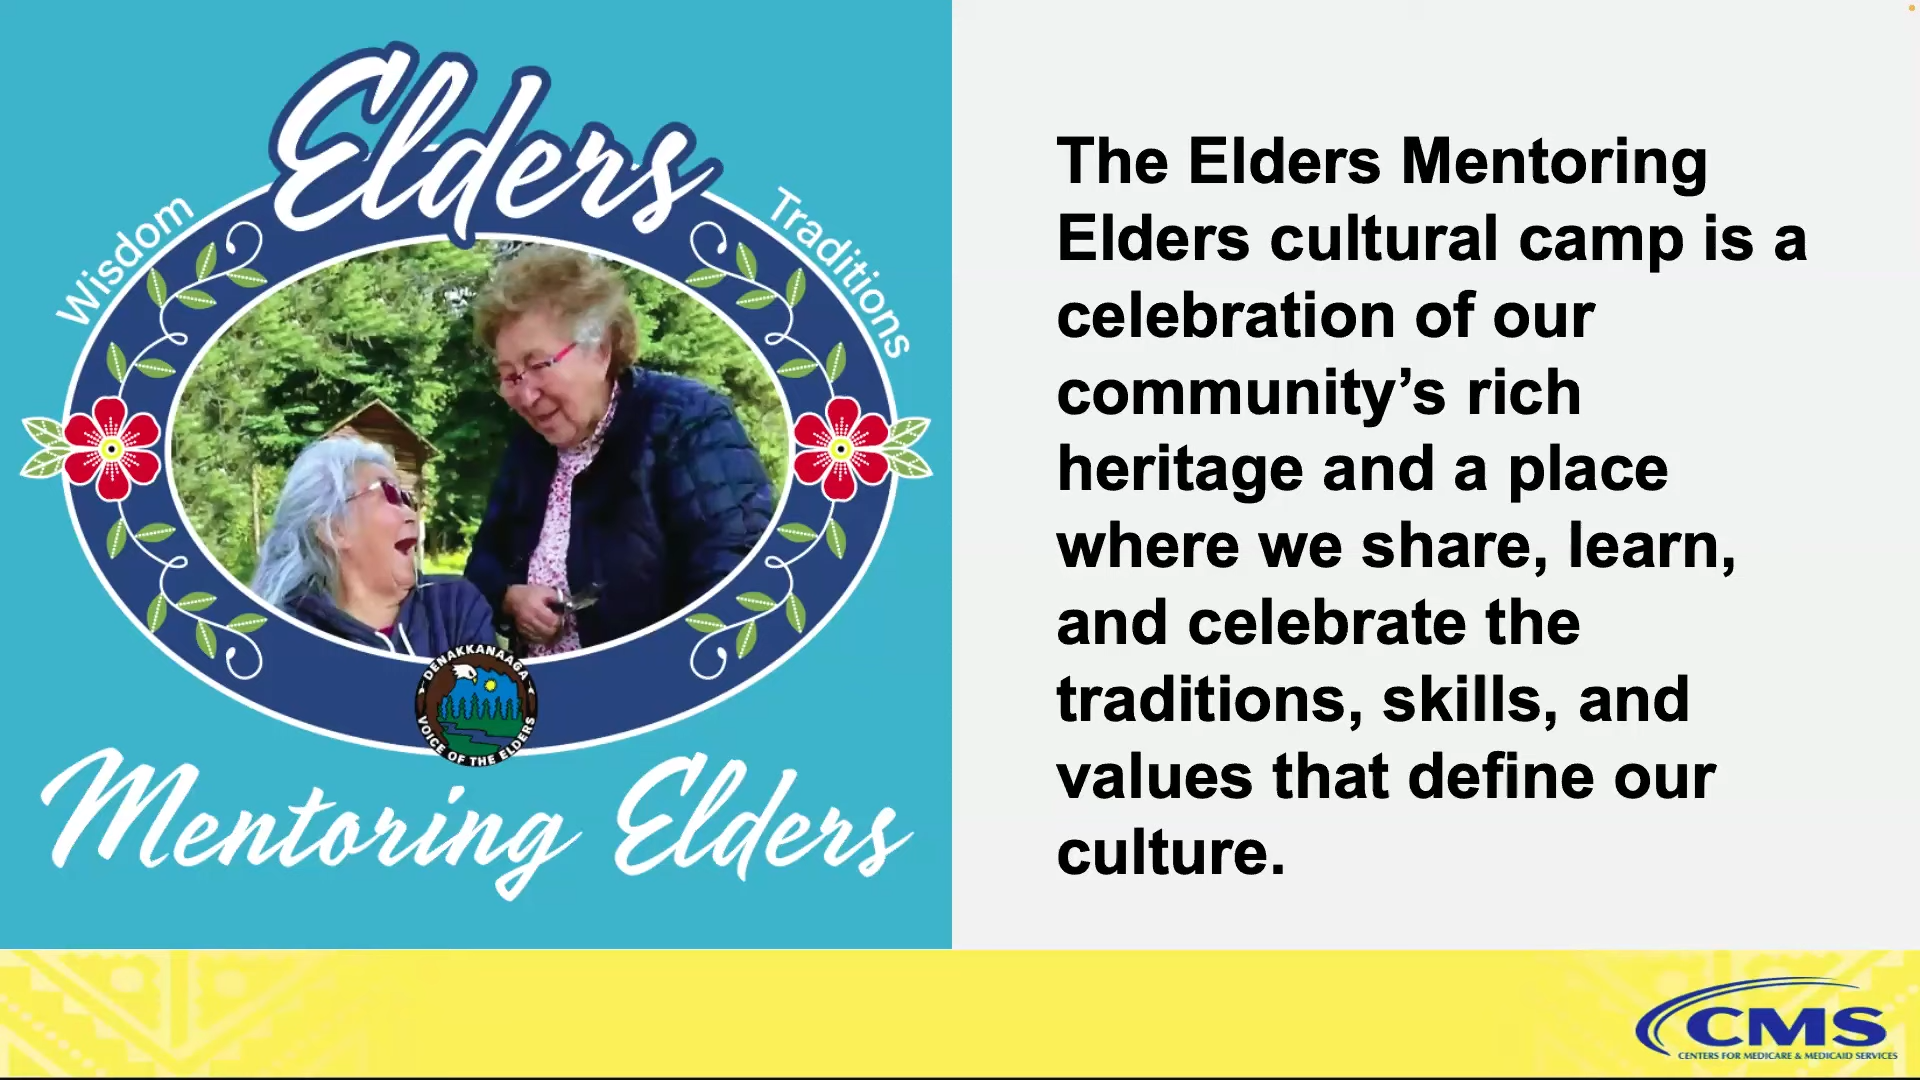 Elders
Wisdom
Traditions
DENAKKANAAGA
VOICE OF THE ELDERS
Mentoring Elders
The Elders Mentoring
Elders cultural camp is a
celebration of our
community’s rich
heritage and a place
where we share, learn,
and celebrate the
traditions, skills, and
values that define our
culture.
CMS
CENTERS FOR MEDICARE & MEDICAID SERVICES